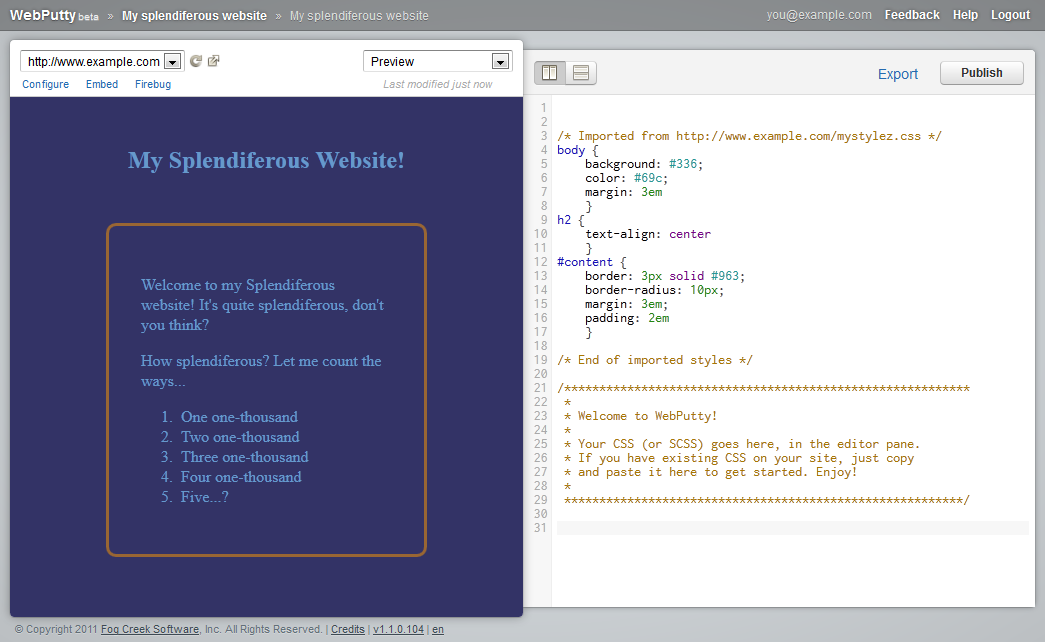 WebPutty beta » My splendiferous website » My splendiferous website you@example.com Feedback Help Logout
http://www.example.com Preview
Configure Embed Firebug Last modified just now
My Splendiferous Website!
Welcome to my Splendiferous
website! It's quite splendiferous, don't
you think?
How splendiferous? Let me count the
ways...
1. One one-thousand
2. Two one-thousand
3. Three one-thousand
4. Four one-thousand
5. Five...?
Export Publish
1
2
3 /* Imported from http://www.example.com/mystylez.css */
4 body {
5 background: #336;
6 color: #69c;
7 margin: 3em
8 }
9 h2 {
10 text-align: center
11 }
12 #content {
13 border: 3px solid #963;
14 border-radius: 10px;
15 margin: 3em;
16 padding: 2em
17 }
18
19 /* End of imported styles */
20
21 /**********************************************************
22 *
23 * Welcome to WebPutty!
24 *
25 * Your CSS (or SCSS) goes here, in the editor pane.
26 * If you have existing CSS on your site, just copy
27 * and paste it here to get started. Enjoy!
28 *
29 *********************************************************/
30
31
© Copyright 2011 Fog Creek Software, Inc. All Rights Reserved. | Credits | v1.1.0.104 | en